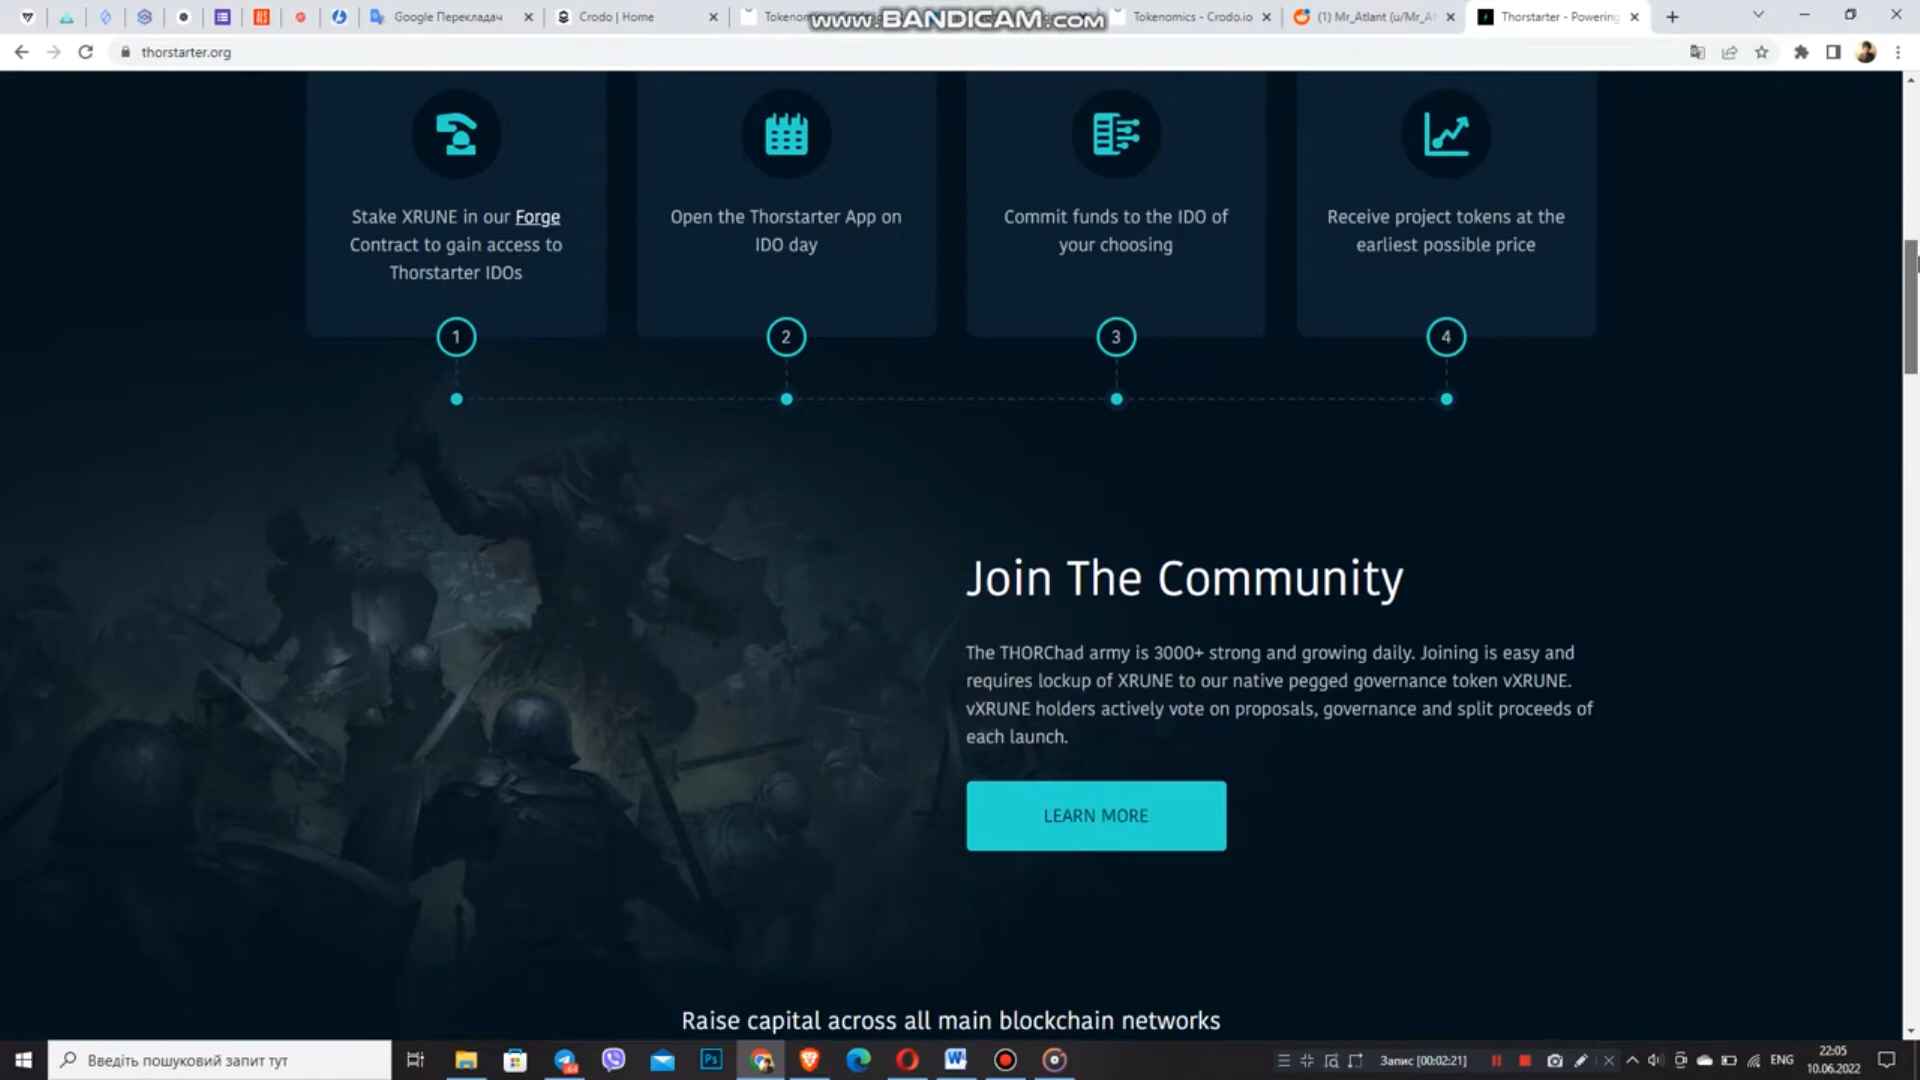 Google Перекладач
Crodo | Home
www.BANDICAM.com
Tokenomics - Crodo.io
(1) Mr_Atlant (u/Mr_At
Thorstarter - Powering
thorstarter.org
Stake XRUNE in our Forge
Contract to gain access to
Thorstarter IDOs
Open the Thorstarter App on
IDO day
Commit funds to the IDO of
your choosing
Receive project tokens at the
earliest possible price
1
2
3
4
Join The Community
The THORChad army is 3000+ strong and growing daily. Joining is easy and
requires lockup of XRUNE to our native pegged governance token vXRUNE.
vXRUNE holders actively vote on proposals, governance and split proceeds of
each launch.
LEARN MORE
Raise capital across all main blockchain networks
Введіть пошуковий запит тут
Ps
Запис [00:02:21]
ENG
22:05
10.06.2022